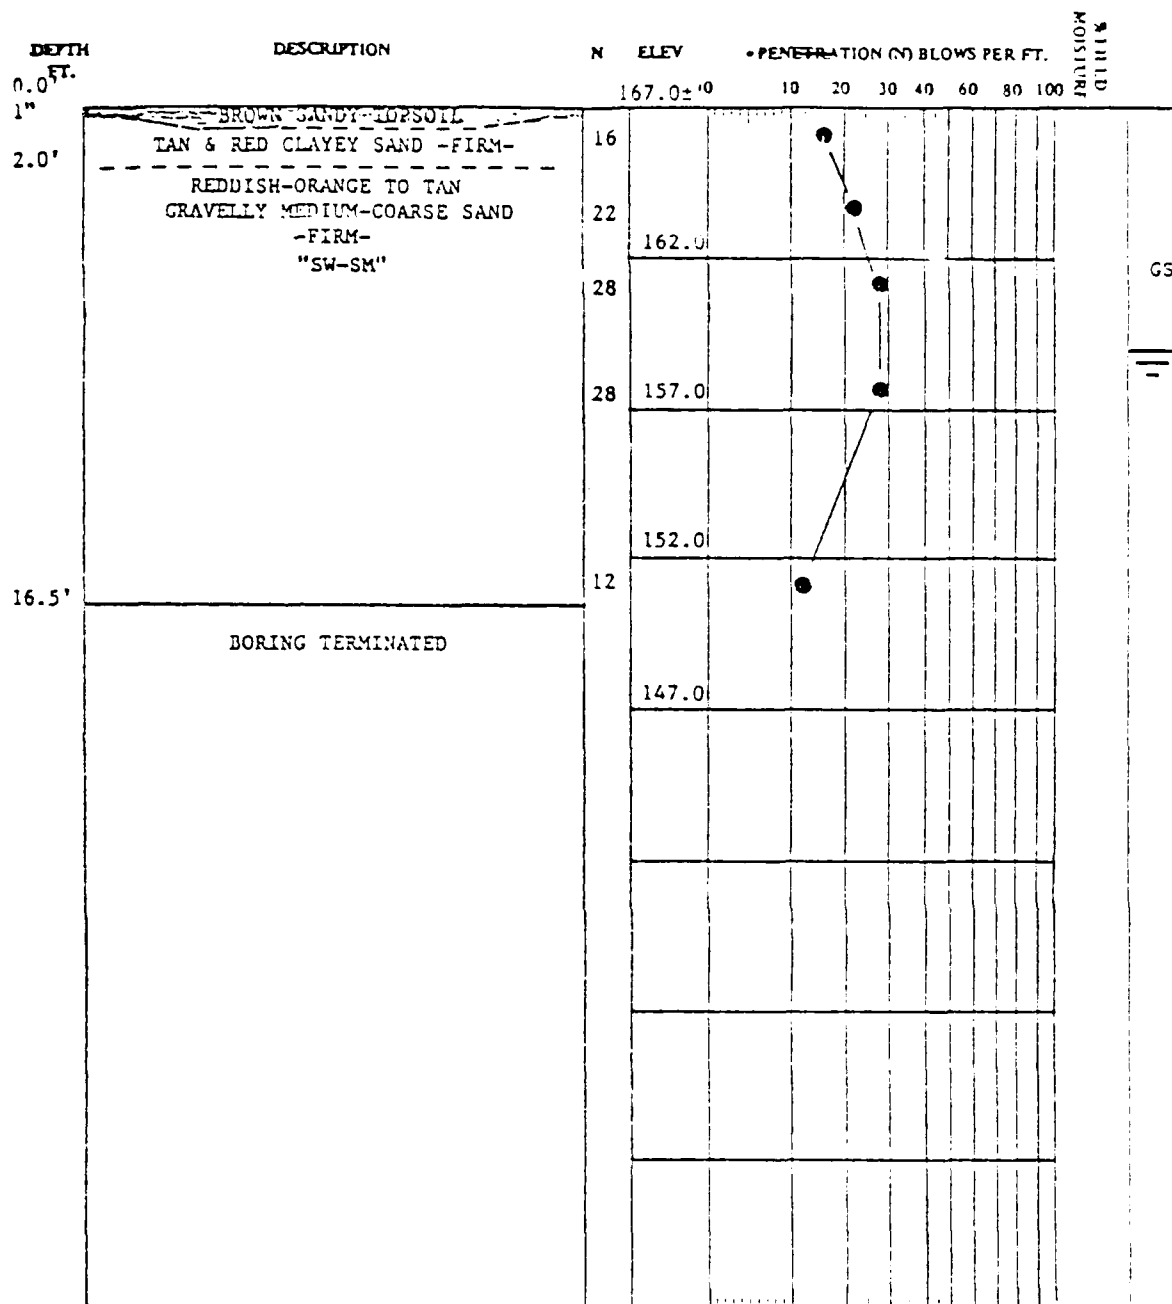 DEPTH FT. DESCRIPTION N ELEV • PENETRATION (N) BLOWS PER FT. % FIELD MOISTURE
0.0' 167.0±' 0 10 20 30 40 60 80 100
1" BROWN SANDY TOPSOIL
TAN & RED CLAYEY SAND -FIRM- 16
2.0'
REDDISH-ORANGE TO TAN
GRAVELLY MEDIUM-COARSE SAND 22
-FIRM-
162.0
"SW-SM" GS
28
28 157.0
152.0
12
16.5'
BORING TERMINATED
147.0